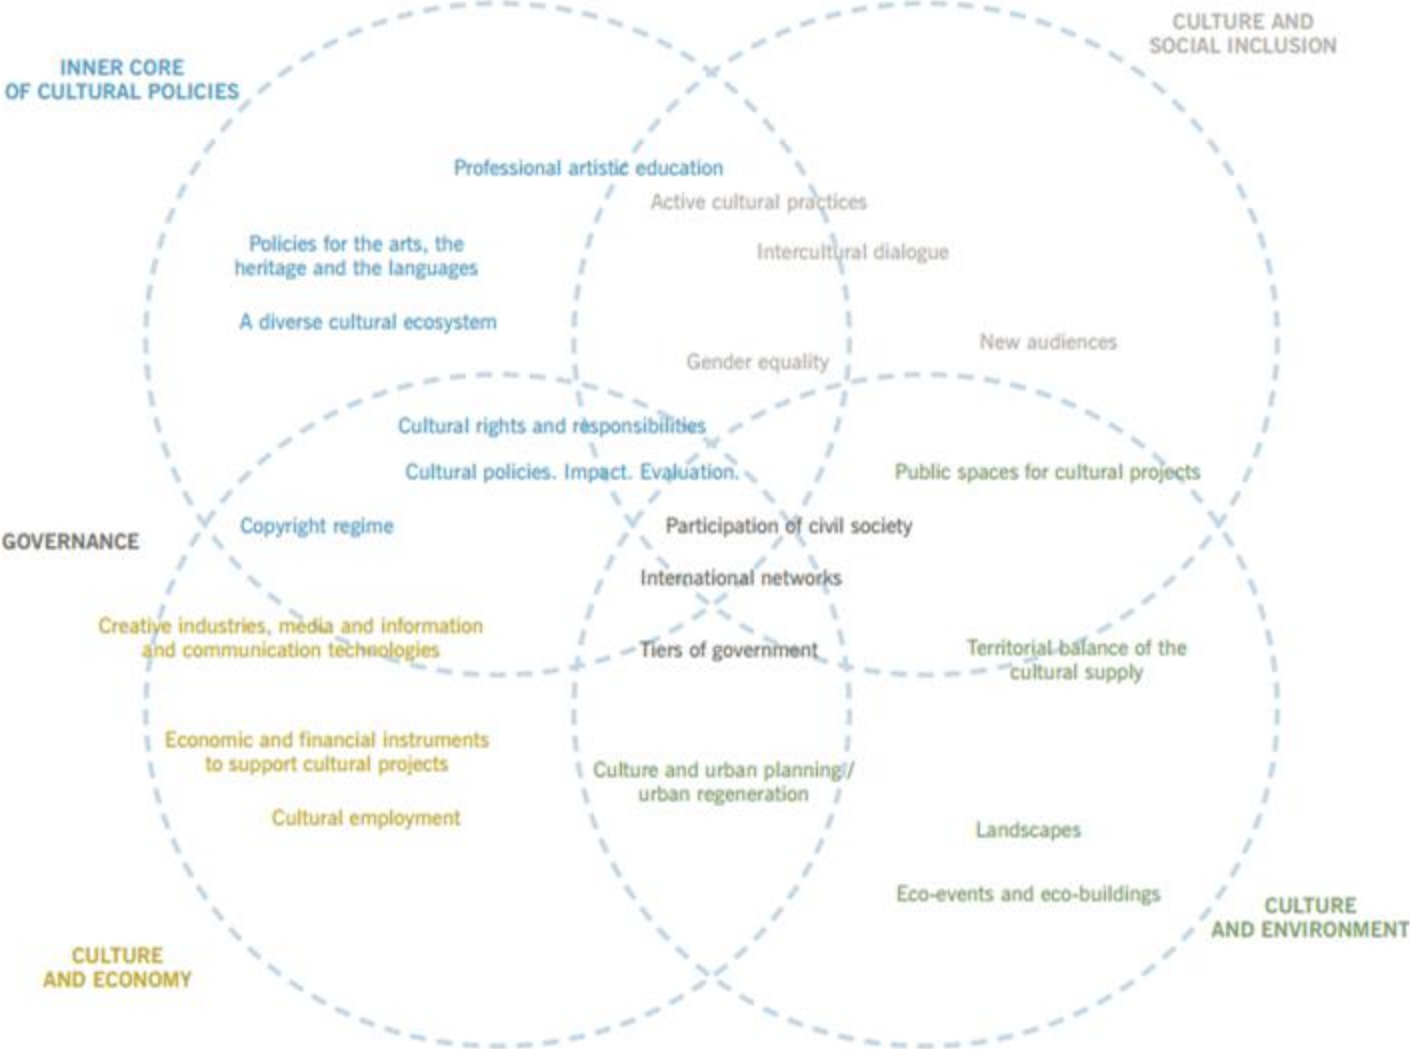 CULTURE AND
SOCIAL INCLUSION
INNER CORE
OF CULTURAL POLICIES
Professional artistic education
Active cultural practices
Policies for the arts, the
heritage and the languages
Intercultural dialogue
A diverse cultural ecosystem
New audiences
Gender equality
Cultural rights and responsibilities
Cultural policies. Impact. Evaluation.
Public spaces for cultural projects
GOVERNANCE
Copyright regime
Participation of civil society
International networks
Creative industries, media and information
and communication technologies
Tiers of government
Territorial balance of the
cultural supply
Economic and financial instruments
to support cultural projects
Culture and urban planning/
urban regeneration
Cultural employment
Landscapes
Eco-events and eco-buildings
CULTURE
AND ENVIRONMENT
CULTURE
AND ECONOMY